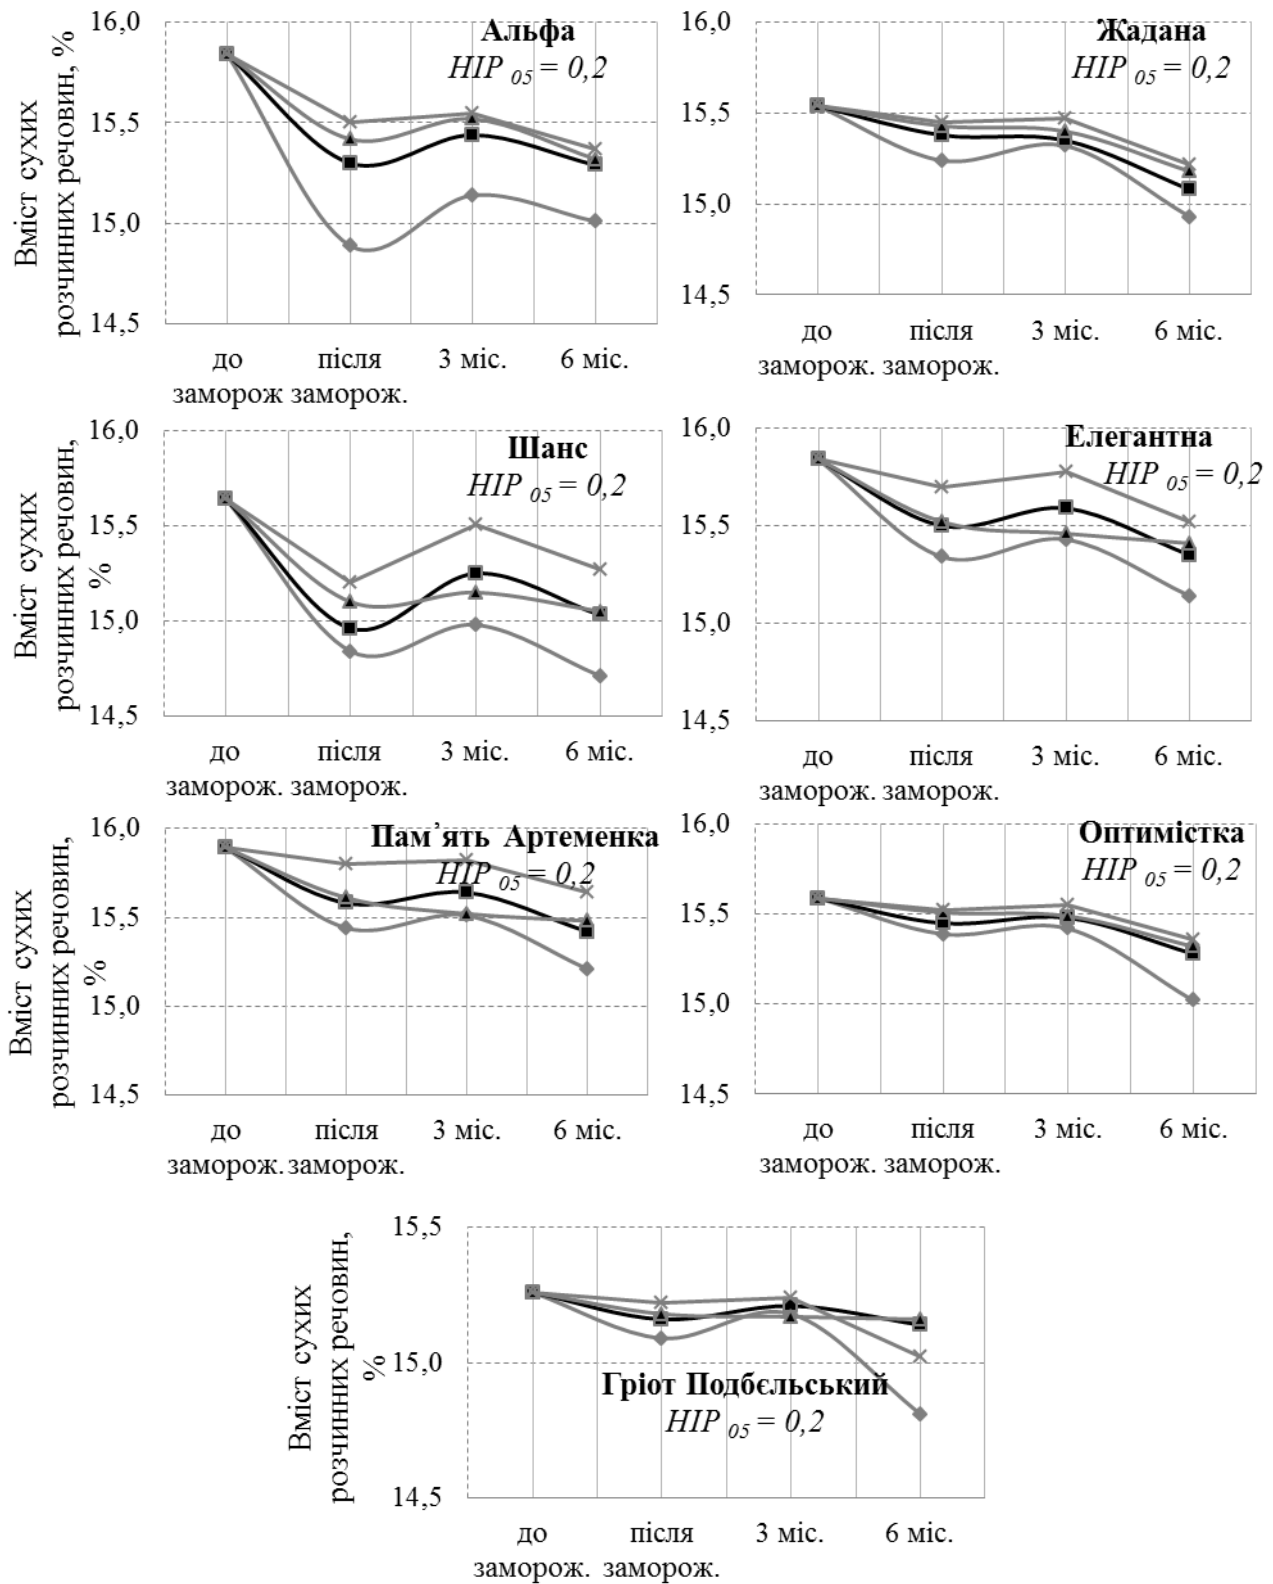 16,0
15,5
15,0
14,5
Вміст сухих
розчинних речовин, %
Альфа
НІР 05 = 0,2
до
заморож
після
заморож.
3 міс.
6 міс.
16,0
15,5
15,0
14,5
Жадана
НІР 05 = 0,2
до
заморож.
після
заморож.
3 міс.
6 міс.
16,0
15,5
15,0
14,5
Вміст сухих
розчинних речовин,
%
Шанс
НІР 05 = 0,2
до
заморож.
після
заморож.
3 міс.
6 міс.
16,0
15,5
15,0
14,5
Елегантна
НІР 05 = 0,2
до
заморож.
після
заморож.
3 міс.
6 міс.
16,0
15,5
15,0
14,5
Вміст сухих
розчинних речовин,
%
Пам᾽ять Артеменка
НІР 05 = 0,2
до
заморож.
після
заморож.
3 міс.
6 міс.
16,0
15,5
15,0
14,5
Оптимістка
НІР 05 = 0,2
до
заморож.
після
заморож.
3 міс.
6 міс.
15,5
15,0
14,5
Вміст сухих
розчинних речовин,
%
Гріот Подбєльський
НІР 05 = 0,2
до
заморож.
після
заморож.
3 міс.
6 міс.